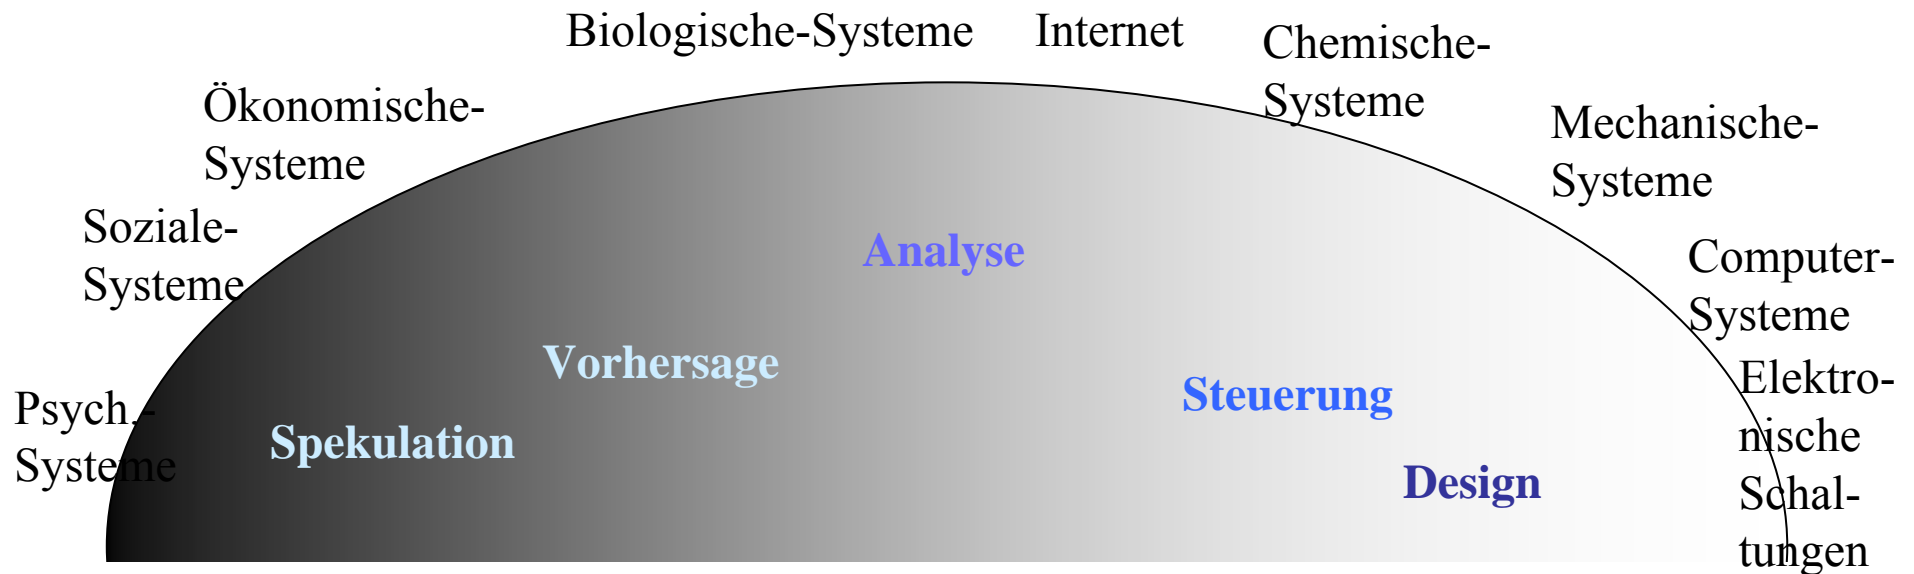 Biologische-Systeme
Internet
Chemische-
Systeme
Ökonomische-
Systeme
Mechanische-
Systeme
Soziale-
Systeme
Analyse
Computer-
Systeme
Vorhersage
Steuerung
Elektro-
nische
Schal-
tungen
Psych.-
Systeme
Spekulation
Design